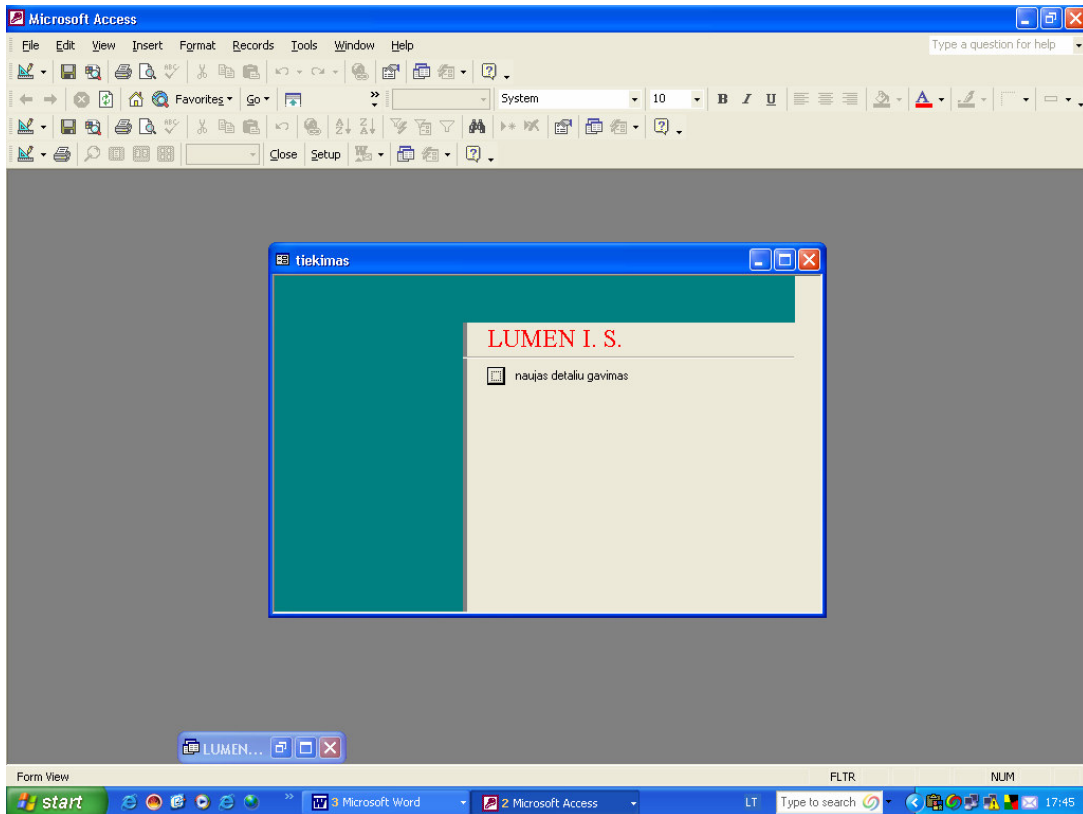 Microsoft Access
File Edit View Insert Format Records Tools Window Help Type a question for help
Favorites Go System 10 B I U A
Close Setup
tiekimas
LUMEN I. S.
naujas detaliu gavimas
LUMEN...
Form View FLTR NUM
start 3 Microsoft Word 2 Microsoft Access LT Type to search 17:45